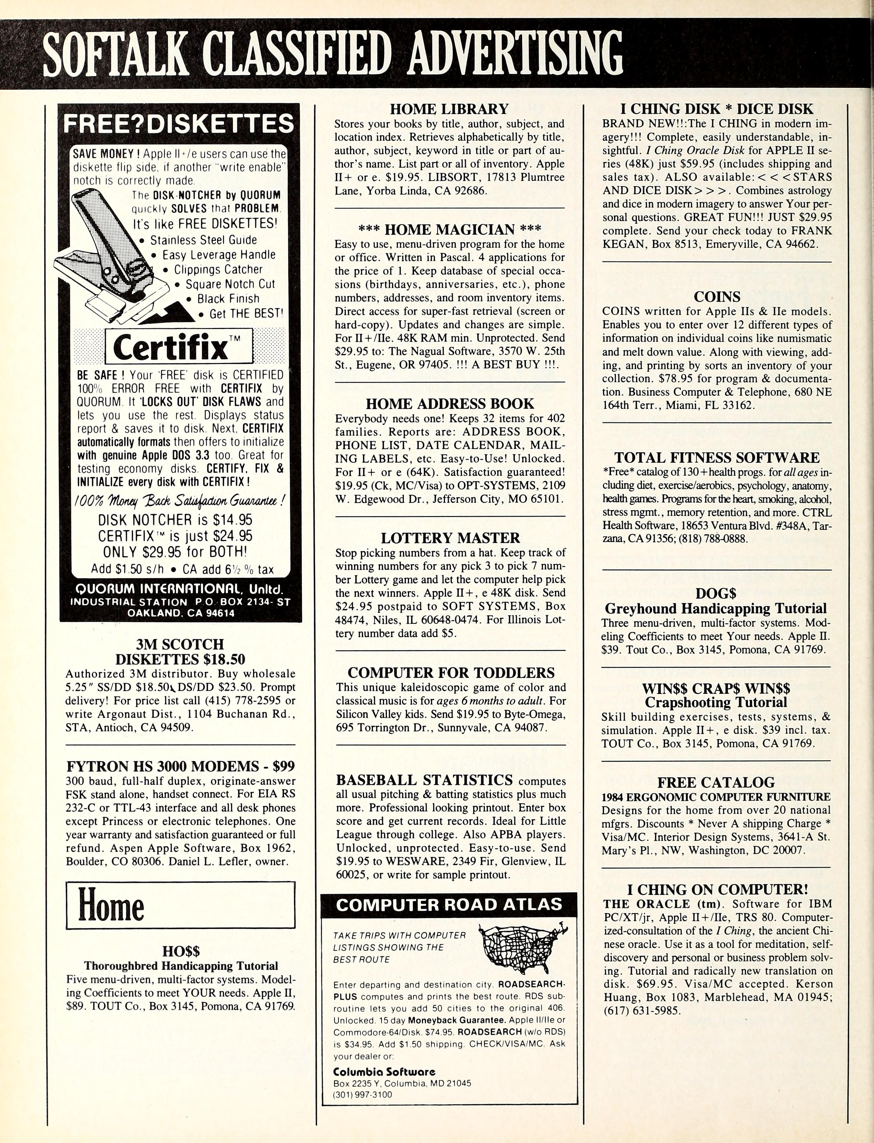 SOFTALK CLASSIFIED ADVERTISING
FREE?DISKETTES
SAVE MONEY! Apple II+/e users can use the
diskette flip side, if another "write enable"
notch is correctly made.
The DISK-NOTCHER by QUORUM
quickly SOLVES that PROBLEM.
It's like FREE DISKETTES!
• Stainless Steel Guide
• Easy Leverage Handle
• Clippings Catcher
• Square Notch Cut
• Black Finish
• Get THE BEST!
Certifix™
BE SAFE! Your 'FREE' disk is CERTIFIED
100% ERROR FREE with CERTIFIX by
QUORUM. It 'LOCKS OUT' DISK FLAWS and
lets you use the rest. Displays status
report & saves it to disk. Next, CERTIFIX
automatically formats then offers to initialize
with genuine Apple DOS 3.3 too. Great for
testing economy disks. CERTIFY, FIX &
INITIALIZE every disk with CERTIFIX!
100% Money Back Satisfaction Guarantee!
DISK NOTCHER is $14.95
CERTIFIX™ is just $24.95
ONLY $29.95 for BOTH!
Add $1.50 s/h • CA add 6½% tax
QUORUM INTERNATIONAL, Unltd.
INDUSTRIAL STATION P.O. BOX 2134-ST
OAKLAND, CA 94614
3M SCOTCH
DISKETTES $18.50
Authorized 3M distributor. Buy wholesale
5.25" SS/DD $18.50, DS/DD $23.50. Prompt
delivery! For price list call (415) 778-2595 or
write Argonaut Dist., 1104 Buchanan Rd.,
STA, Antioch, CA 94509.
FYTRON HS 3000 MODEMS - $99
300 baud, full-half duplex, originate-answer
FSK stand alone, handset connect. For EIA RS
232-C or TTL-43 interface and all desk phones
except Princess or electronic telephones. One
year warranty and satisfaction guaranteed or full
refund. Aspen Apple Software, Box 1962,
Boulder, CO 80306. Daniel L. Lefler, owner.
Home
HO$$
Thoroughbred Handicapping Tutorial
Five menu-driven, multi-factor systems. Model-
ing Coefficients to meet YOUR needs. Apple II,
$89. TOUT Co., Box 3145, Pomona, CA 91769.
HOME LIBRARY
Stores your books by title, author, subject, and
location index. Retrieves alphabetically by title,
author, subject, keyword in title or part of au-
thor's name. List part or all of inventory. Apple
II+ or e. $19.95. LIBSORT, 17813 Plumtree
Lane, Yorba Linda, CA 92686.
*** HOME MAGICIAN ***
Easy to use, menu-driven program for the home
or office. Written in Pascal. 4 applications for
the price of 1. Keep database of special occa-
sions (birthdays, anniversaries, etc.), phone
numbers, addresses, and room inventory items.
Direct access for super-fast retrieval (screen or
hard-copy). Updates and changes are simple.
For II+/IIe. 48K RAM min. Unprotected. Send
$29.95 to: The Nagual Software, 3570 W. 25th
St., Eugene, OR 97405. !!! A BEST BUY !!!.
HOME ADDRESS BOOK
Everybody needs one! Keeps 32 items for 402
families. Reports are: ADDRESS BOOK,
PHONE LIST, DATE CALENDAR, MAIL-
ING LABELS, etc. Easy-to-Use! Unlocked.
For II+ or e (64K). Satisfaction guaranteed!
$19.95 (Ck, MC/Visa) to OPT-SYSTEMS, 2109
W. Edgewood Dr., Jefferson City, MO 65101.
LOTTERY MASTER
Stop picking numbers from a hat. Keep track of
winning numbers for any pick 3 to pick 7 num-
ber Lottery game and let the computer help pick
the next winners. Apple II+, e 48K disk. Send
$24.95 postpaid to SOFT SYSTEMS, Box
48474, Niles, IL 60648-0474. For Illinois Lot-
tery number data add $5.
COMPUTER FOR TODDLERS
This unique kaleidoscopic game of color and
classical music is for ages 6 months to adult. For
Silicon Valley kids. Send $19.95 to Byte-Omega,
695 Torrington Dr., Sunnyvale, CA 94087.
BASEBALL STATISTICS computes
all usual pitching & batting statistics plus much
more. Professional looking printout. Enter box
score and get current records. Ideal for Little
League through college. Also APBA players.
Unlocked, unprotected. Easy-to-use. Send
$19.95 to WESWARE, 2349 Fir, Glenview, IL
60025, or write for sample printout.
COMPUTER ROAD ATLAS
TAKE TRIPS WITH COMPUTER
LISTINGS SHOWING THE
BEST ROUTE
Enter departing and destination city. ROADSEARCH-
PLUS computes and prints the best route. RDS sub-
routine lets you add 50 cities to the original 406.
Unlocked. 15 day Moneyback Guarantee. Apple II/IIe or
Commodore-64/Disk. $74.95. ROADSEARCH (w/o RDS)
is $34.95. Add $1.50 shipping. CHECK/VISA/MC. Ask
your dealer or:
Columbia Software
Box 2235 Y, Columbia, MD 21045
(301) 997-3100
I CHING DISK * DICE DISK
BRAND NEW!!:The I CHING in modern im-
agery!!! Complete, easily understandable, in-
sightful. I Ching Oracle Disk for APPLE II se-
ries (48K) just $59.95 (includes shipping and
sales tax). ALSO available: < < < STARS
AND DICE DISK > > >. Combines astrology
and dice in modern imagery to answer Your per-
sonal questions. GREAT FUN!!! JUST $29.95
complete. Send your check today to FRANK
KEGAN, Box 8513, Emeryville, CA 94662.
COINS
COINS written for Apple IIs & IIe models.
Enables you to enter over 12 different types of
information on individual coins like numismatic
and melt down value. Along with viewing, add-
ing, and printing by sorts an inventory of your
collection. $78.95 for program & documenta-
tion. Business Computer & Telephone, 680 NE
164th Terr., Miami, FL 33162.
TOTAL FITNESS SOFTWARE
*Free* catalog of 130+ health progs. for all ages in-
cluding diet, exercise/aerobics, psychology, anatomy,
health games. Programs for the heart, smoking, alcohol,
stress mgmt., memory retention, and more. CTRL
Health Software, 18653 Ventura Blvd. #348A, Tar-
zana, CA 91356; (818) 788-0888.
DOG$
Greyhound Handicapping Tutorial
Three menu-driven, multi-factor systems. Mod-
eling Coefficients to meet Your needs. Apple II.
$39. Tout Co., Box 3145, Pomona, CA 91769.
WIN$$ CRAP$ WIN$$
Crapshooting Tutorial
Skill building exercises, tests, systems, &
simulation. Apple II+, e disk. $39 incl. tax.
TOUT Co., Box 3145, Pomona, CA 91769.
FREE CATALOG
1984 ERGONOMIC COMPUTER FURNITURE
Designs for the home from over 20 national
mfgrs. Discounts * Never A shipping Charge *
Visa/MC. Interior Design Systems, 3641-A St.
Mary's Pl., NW, Washington, DC 20007.
I CHING ON COMPUTER!
THE ORACLE (tm). Software for IBM
PC/XT/jr, Apple II+/IIe, TRS 80. Computer-
ized-consultation of the I Ching, the ancient Chi-
nese oracle. Use it as a tool for meditation, self-
discovery and personal or business problem solv-
ing. Tutorial and radically new translation on
disk. $69.95. Visa/MC accepted. Kerson
Huang, Box 1083, Marblehead, MA 01945;
(617) 631-5985.